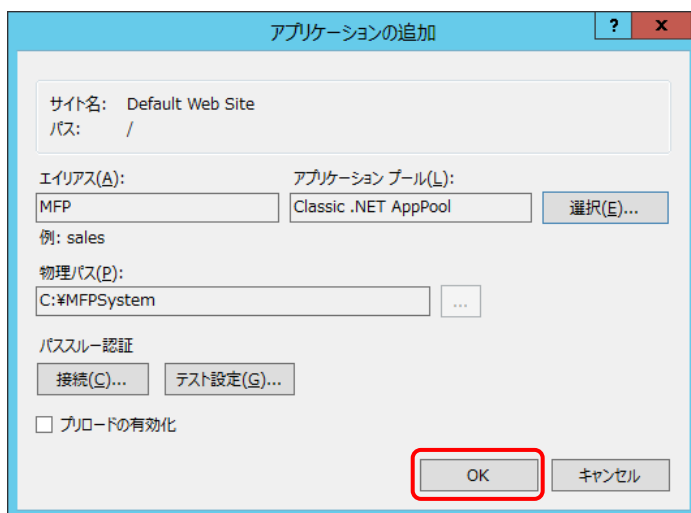 アプリケーションの追加
? x
サイト名: Default Web Site
パス: /
エイリアス(A): アプリケーション プール(L):
MFP Classic .NET AppPool 選択(E)...
例: sales
物理パス(P):
C:¥MFPSystem ...
パススルー認証
接続(C)... テスト設定(G)...
プリロードの有効化
OK キャンセル